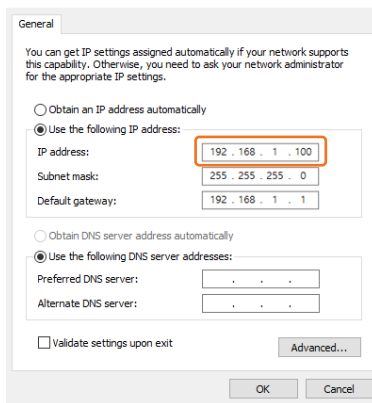 General
You can get IP settings assigned automatically if your network supports
this capability. Otherwise, you need to ask your network administrator
for the appropriate IP settings.
Obtain an IP address automatically
Use the following IP address:
IP address: 192 . 168 . 1 . 100
Subnet mask: 255 . 255 . 255 . 0
Default gateway: 192 . 168 . 1 . 1
Obtain DNS server address automatically
Use the following DNS server addresses:
Preferred DNS server: . . .
Alternate DNS server: . . .
Validate settings upon exit
Advanced...
OK Cancel